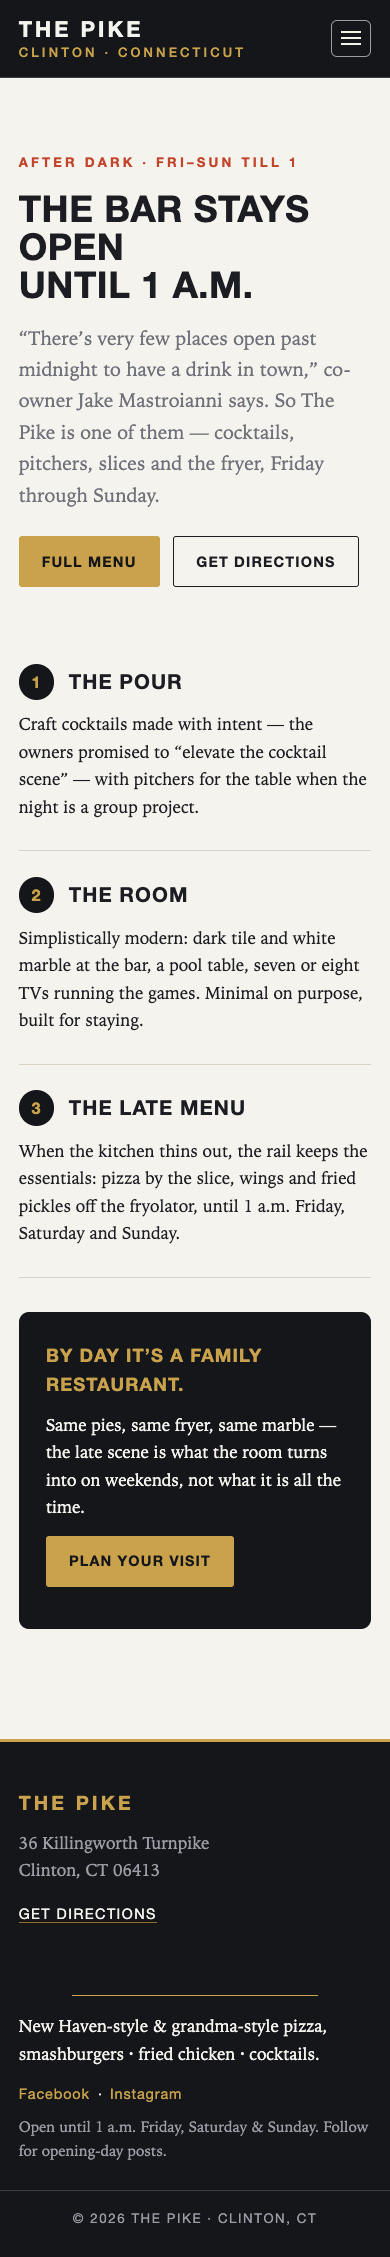 THE PIKE
CLINTON · CONNECTICUT
AFTER DARK · FRI–SUN TILL 1
THE BAR STAYS
OPEN
UNTIL 1 A.M.
“There’s very few places open past
midnight to have a drink in town,” co-
owner Jake Mastroianni says. So The
Pike is one of them — cocktails,
pitchers, slices and the fryer, Friday
through Sunday.
FULL MENU
GET DIRECTIONS
1 THE POUR
Craft cocktails made with intent — the
owners promised to “elevate the cocktail
scene” — with pitchers for the table when the
night is a group project.
2 THE ROOM
Simplistically modern: dark tile and white
marble at the bar, a pool table, seven or eight
TVs running the games. Minimal on purpose,
built for staying.
3 THE LATE MENU
When the kitchen thins out, the rail keeps the
essentials: pizza by the slice, wings and fried
pickles off the fryolator, until 1 a.m. Friday,
Saturday and Sunday.
BY DAY IT’S A FAMILY
RESTAURANT.
Same pies, same fryer, same marble —
the late scene is what the room turns
into on weekends, not what it is all the
time.
PLAN YOUR VISIT
THE PIKE
36 Killingworth Turnpike
Clinton, CT 06413
GET DIRECTIONS
New Haven-style & grandma-style pizza,
smashburgers · fried chicken · cocktails.
Facebook · Instagram
Open until 1 a.m. Friday, Saturday & Sunday. Follow
for opening-day posts.
© 2026 THE PIKE · CLINTON, CT